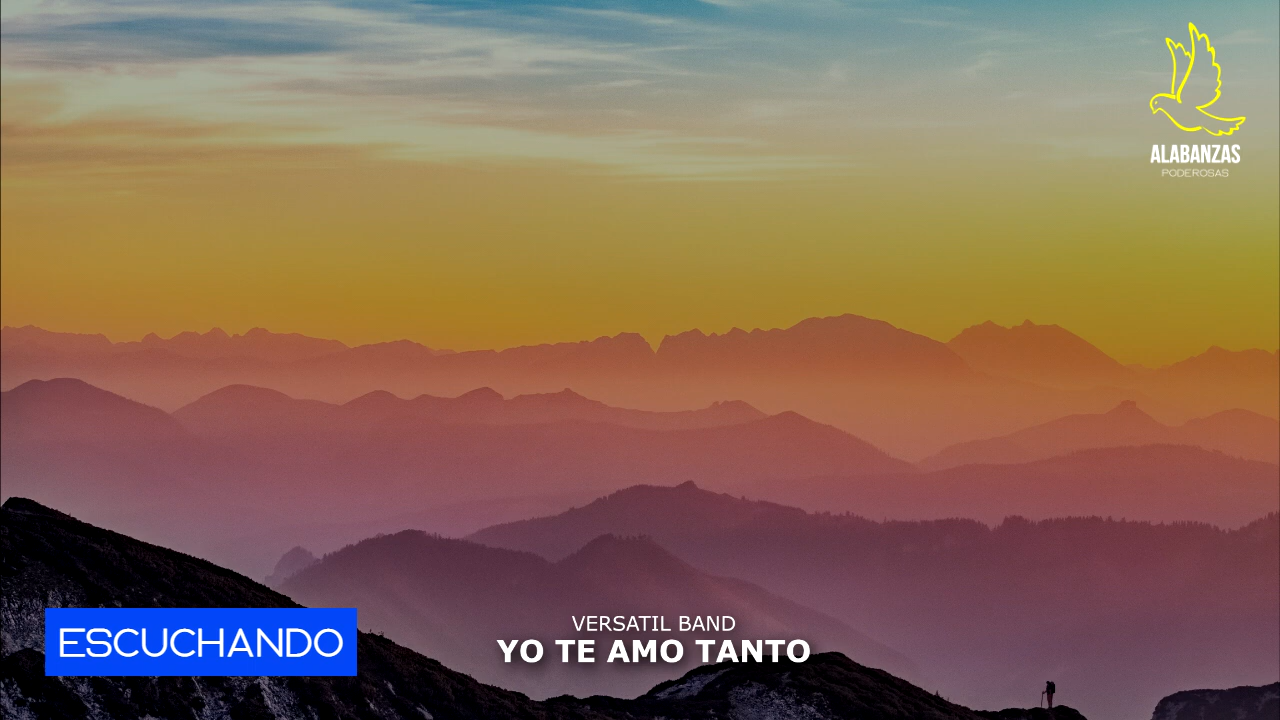 ALABANZAS
PODEROSAS
ESCUCHANDO
VERSATIL BAND
YO TE AMO TANTO